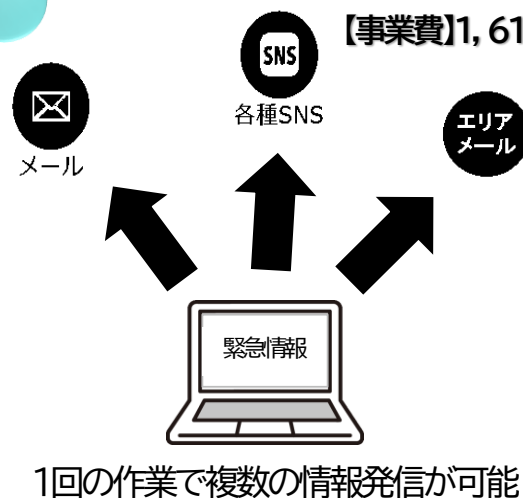 【事業費】1,61
SNS
各種SNS
メール
エリア
メール
緊急情報
1回の作業で複数の情報発信が可能